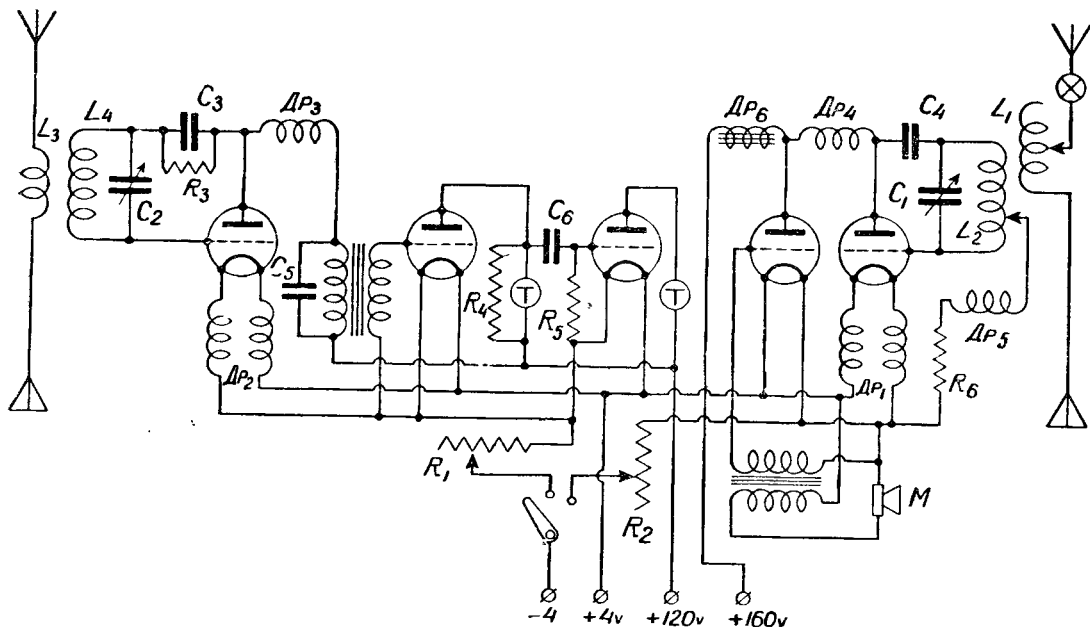 L₃
L₄
C₃
Др₃
R₃
C₂
C₅
Др₂
R₄
T
C₆
R₅
T
Др₆
Др₄
C₄
L₁
C₁
L₂
Др₅
Др₁
R₆
R₁
R₂
M
-4
+4v
+120v
+160v